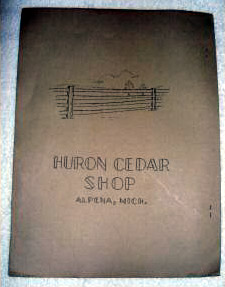 HURON CEDAR
SHOP
ALPENA, MICH.